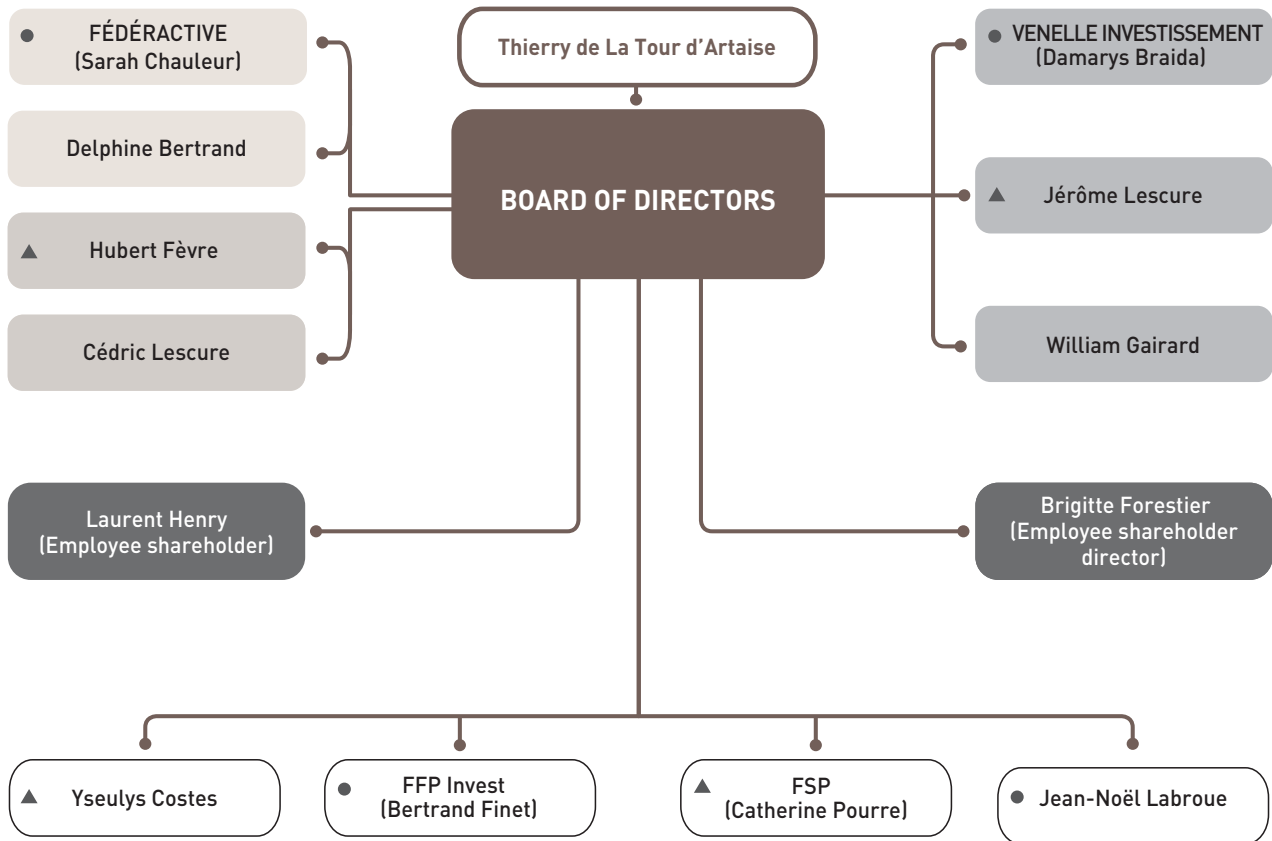 FÉDÉRACTIVE
(Sarah Chauleur)
Thierry de La Tour d’Artaise
VENELLE INVESTISSEMENT
(Damarys Braida)
Delphine Bertrand
BOARD OF DIRECTORS
Jérôme Lescure
Hubert Fèvre
Cédric Lescure
William Gairard
Laurent Henry
(Employee shareholder)
Brigitte Forestier
(Employee shareholder
director)
Yseulys Costes
FFP Invest
(Bertrand Finet)
FSP
(Catherine Pourre)
Jean-Noël Labroue